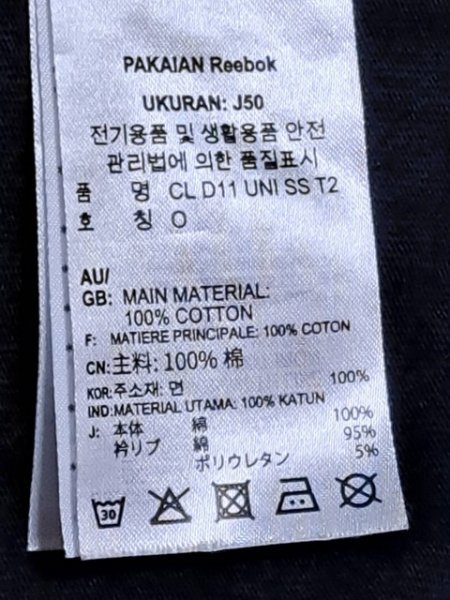 PAKAIAN Reebok
UKURAN: J50
전기용품 및 생활용품 안전
관리법에 의한 품질표시
품 명 CL D11 UNI SS T2
호 칭 O
AU/
GB: MAIN MATERIAL:
100% COTTON
F: MATIERE PRINCIPALE: 100% COTON
CN:主料: 100% 棉
KOR:주소재: 면 100%
IND:MATERIAL UTAMA: 100% KATUN
J: 本体 綿 100%
衿リブ 綿 95%
ポリウレタン 5%
30